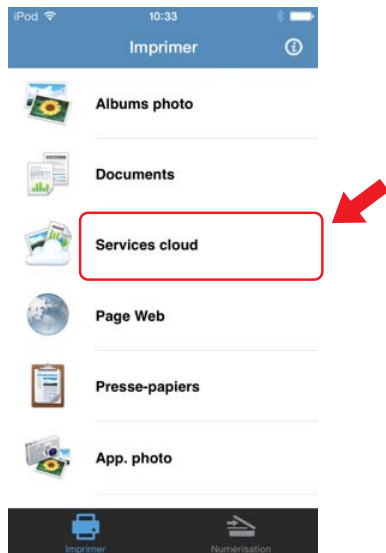 iPod 10:33
Imprimer
Albums photo
Documents
Services cloud
Page Web
Presse-papiers
App. photo
Imprimer Numérisation